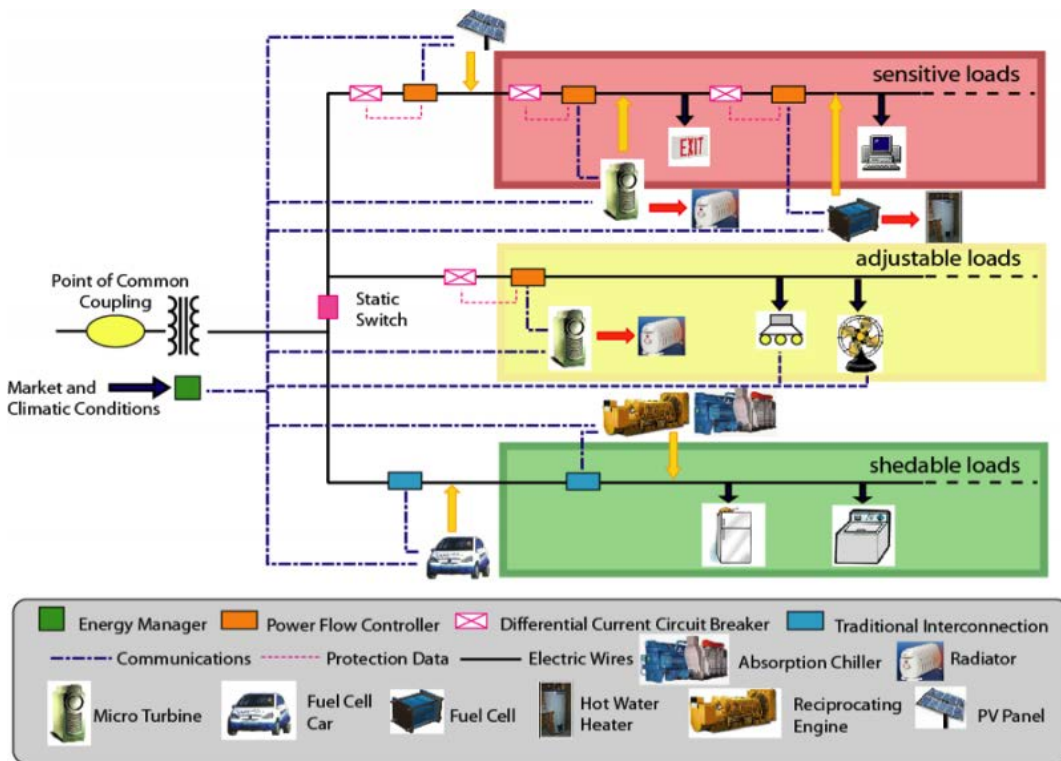 sensitive loads
EXIT
adjustable loads
Point of Common
Coupling
Static
Switch
Market and
Climatic Conditions
shedable loads
Energy Manager
Power Flow Controller
Differential Current Circuit Breaker
Traditional Interconnection
Communications
Protection Data
Electric Wires
Absorption Chiller
Radiator
Micro Turbine
Fuel Cell
Car
Fuel Cell
Hot Water
Heater
Reciprocating
Engine
PV Panel